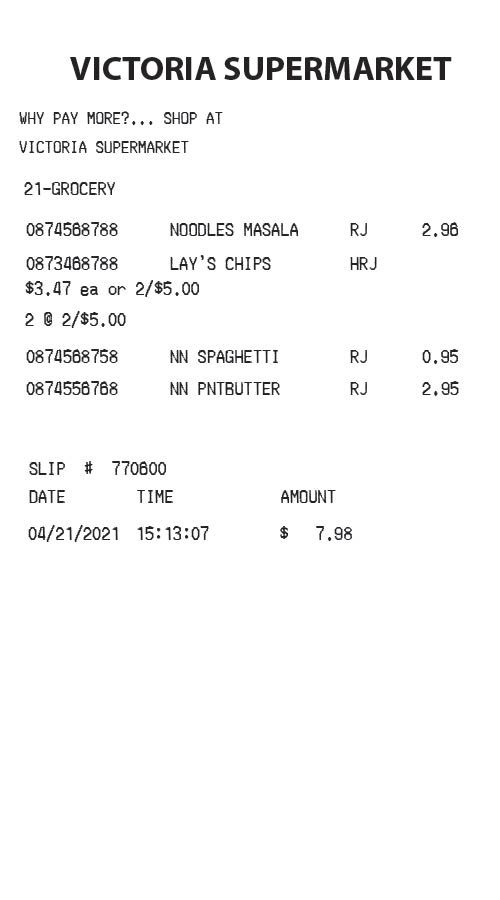 VICTORIA SUPERMARKET
WHY PAY MORE?... SHOP AT
VICTORIA SUPERMARKET
21-GROCERY
0874568788 NOODLES MASALA RJ 2.96
0873468788 LAY'S CHIPS HRJ
$3.47 ea or 2/$5.00
2 @ 2/$5.00
0874568758 NN SPAGHETTI RJ 0.95
0874556768 NN PNTBUTTER RJ 2.95
SLIP # 770600
DATE TIME AMOUNT
04/21/2021 15:13:07 $ 7.98